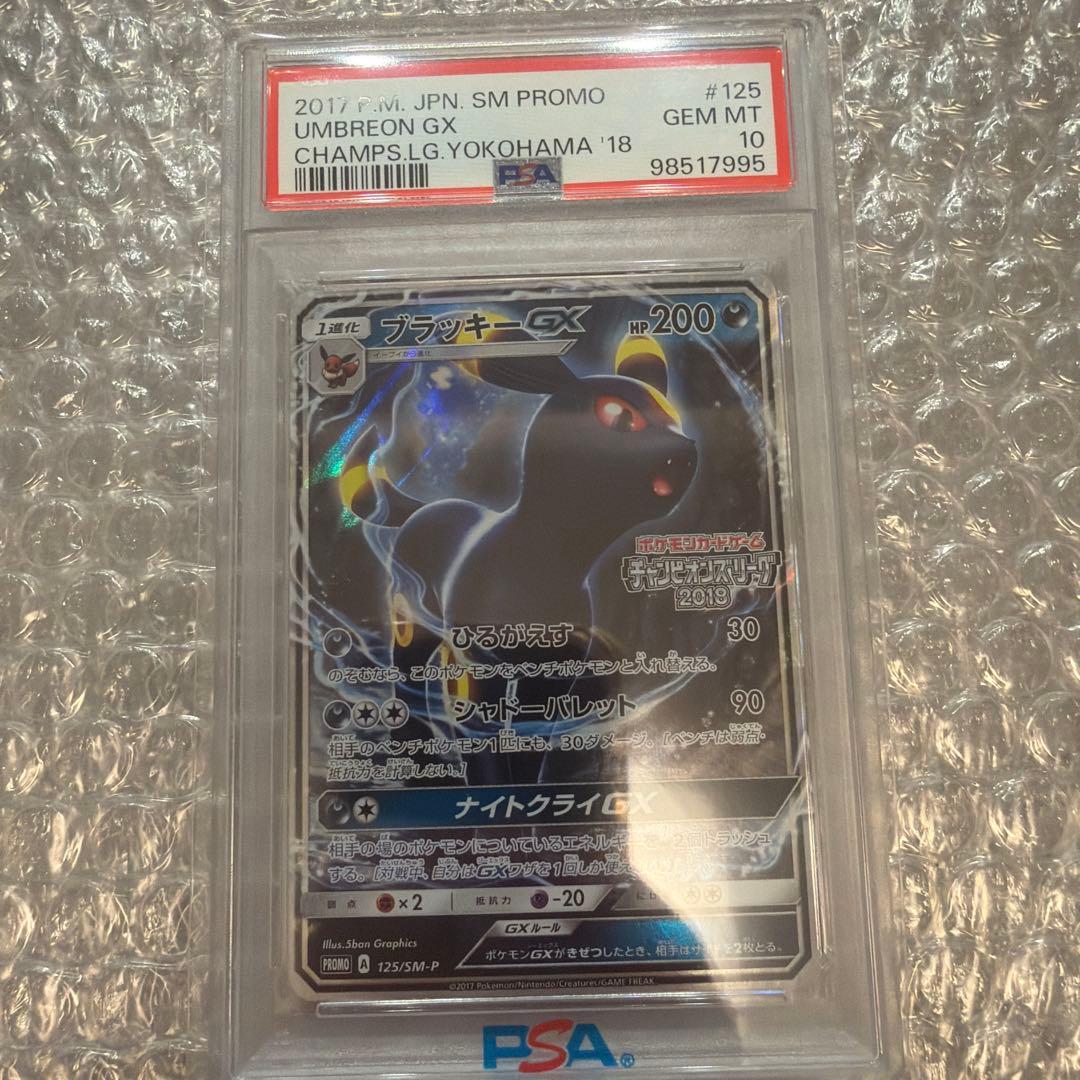 2017 P.M. JPN. SM PROMO #125
UMBREON GX GEM MT
CHAMPS.LG.YOKOHAMA '18 10
98517995
PSA
1進化 ブラッキーGX HP200
イーブイから進化
ポケモンカードゲーム
チャンピオンズリーグ
2018
ひるがえす 30
のぞむなら、このポケモンをベンチポケモンと入れ替える。
シャドーバレット 90
相手のベンチポケモン1匹にも、30ダメージ。[ベンチは弱点・
抵抗力を計算しない。]
ナイトクライGX
相手の場のポケモンについているエネルギーを、2個トラッシュ
する。[対戦中、自分はGXワザを1回しか使え
弱点 ×2 抵抗力 -20 にげ
GXルール
ポケモンGXがきぜつしたとき、相手はサイドを2枚とる。
Illus.5ban Graphics
PROMO A 125/SM-P
©2017 Pokémon/Nintendo/Creatures/GAME FREAK
PSA®